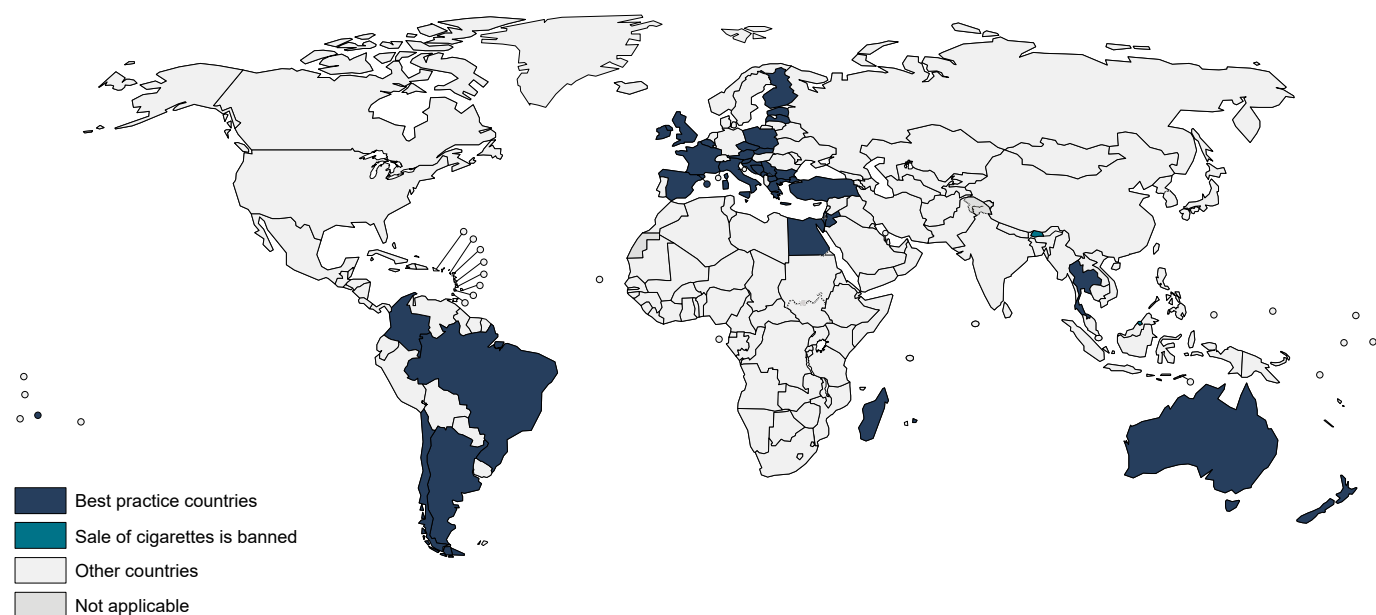 Best practice countries
Sale of cigarettes is banned
Other countries
Not applicable